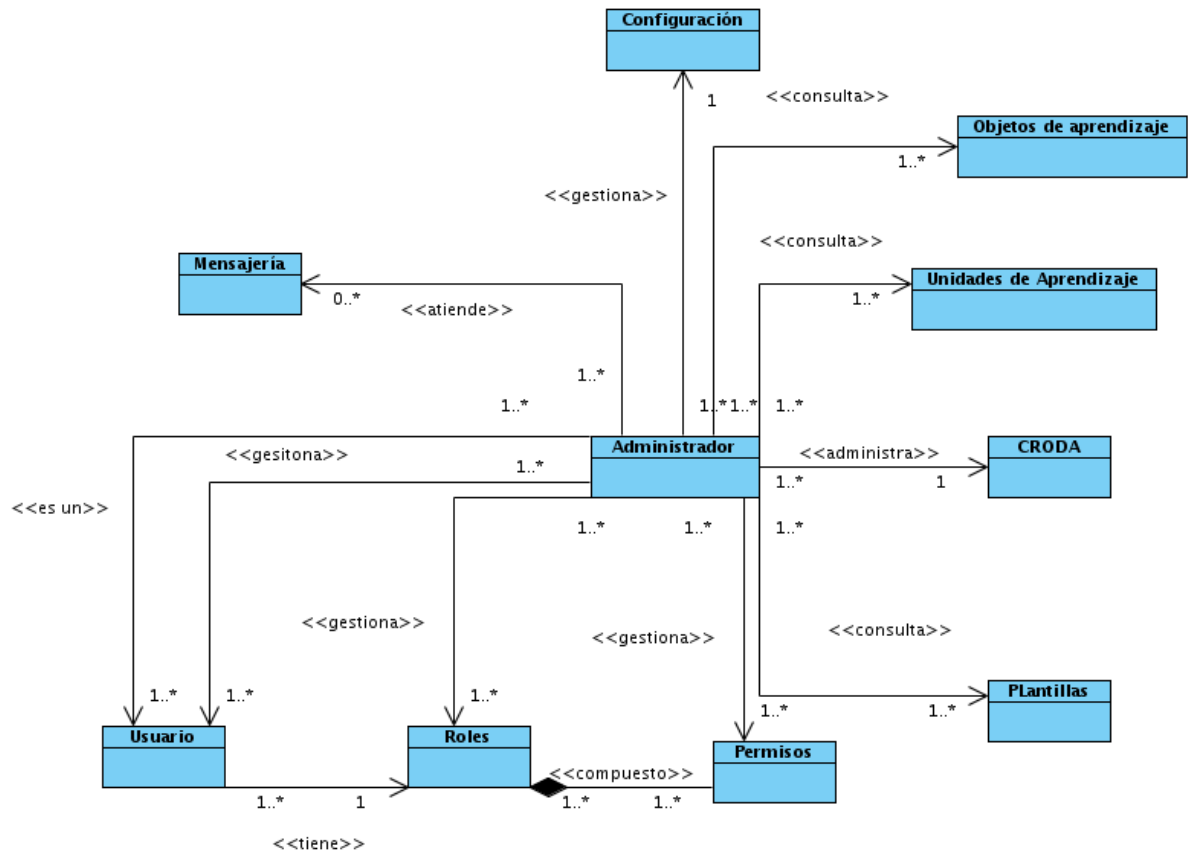 Configuración
1
<<consulta>>
Objetos de aprendizaje
1..*
<<gestiona>>
<<consulta>>
Mensajería
Unidades de Aprendizaje
0..*
1..*
<<atiende>>
1..*
1..*
1..*
1..*
1..*
Administrador
CRODA
<<gesitona>>
<<administra>>
1..*
1..*
1
<<es un>>
1..*
1..*
1..*
<<gestiona>>
<<gestiona>>
<<consulta>>
1..*
1..*
1..*
PLantillas
1..*
1..*
Usuario
Roles
Permisos
<<compuesto>>
1..*
1
1..*
1..*
<<tiene>>